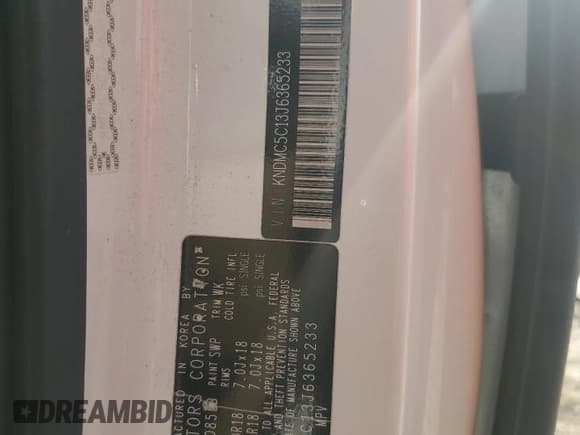 VIN KNDMC5C13J6365233
ACTURED IN KOREA BY
TORS CORPORATION
PAINT SWP TRIM WK
RIMS COLD TIRE INFL
R18 7.0Jx18 psi SINGLE
R18 7.0Jx18 psi SINGLE
TO ALL APPLICABLE U.S.A. FEDERAL
AND THEFT PREVENTION STANDARDS
DATE OF MANUFACTURE SHOWN ABOVE
C13J6365233
MPV
DREAMBID